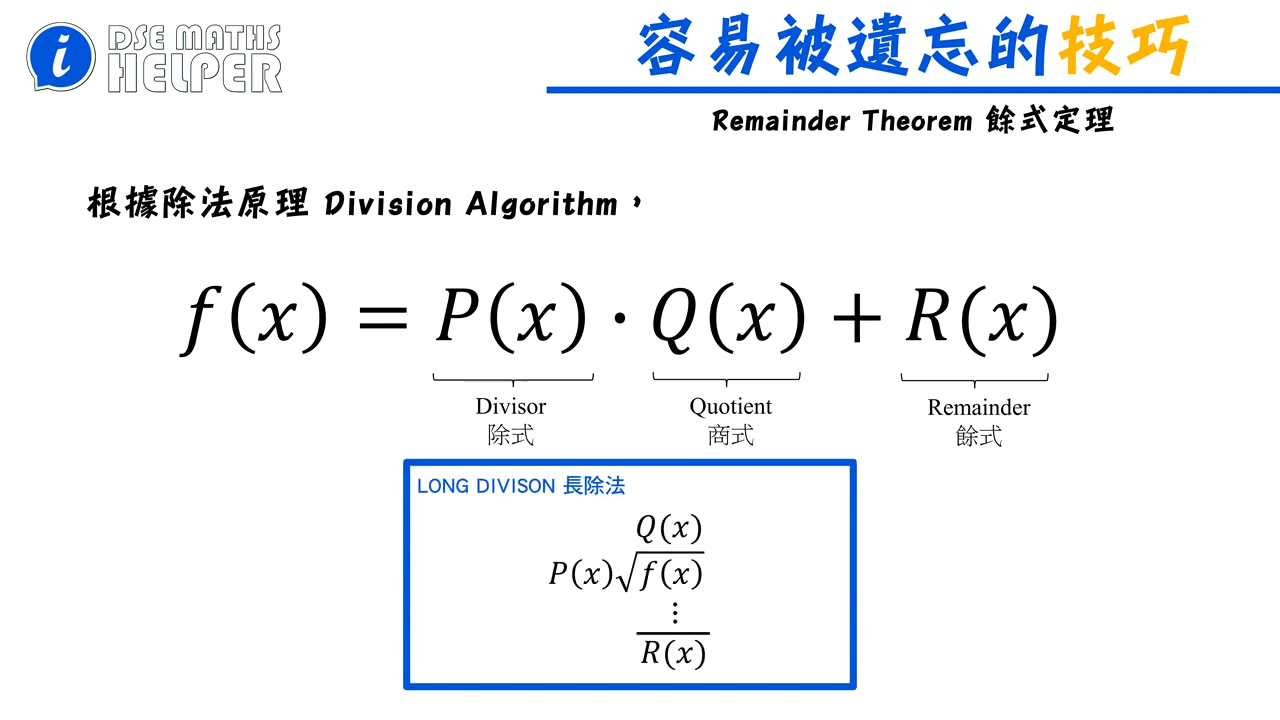 i DSE MATHS
HELPER
容易被遺忘的技巧
Remainder Theorem 餘式定理
根據除法原理 Division Algorithm，
f(x) = P(x) · Q(x) + R(x)
Divisor Quotient Remainder
除式 商式 餘式
LONG DIVISON 長除法
Q(x)
P(x)√f(x)
⋮
R(x)